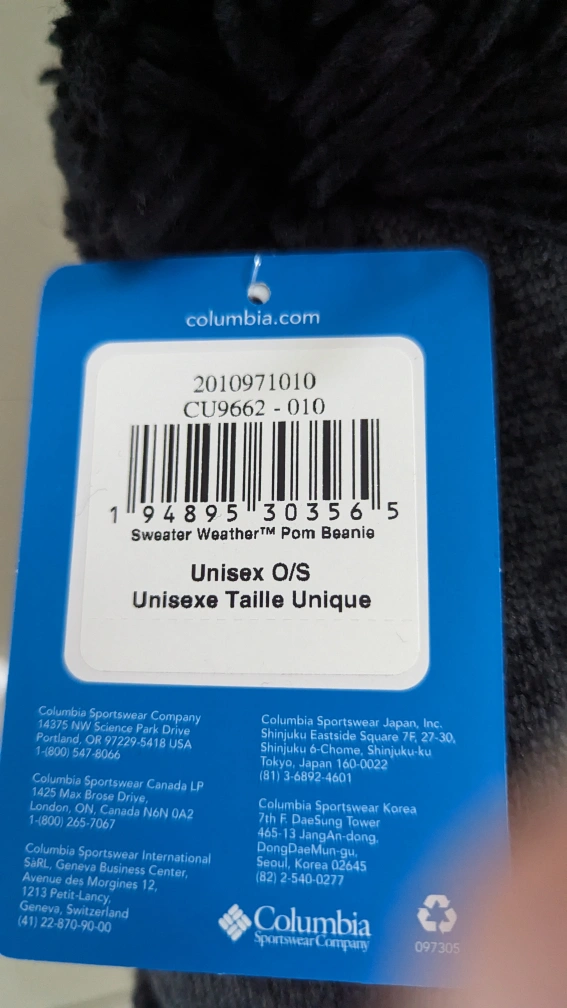 columbia.com
2010971010
CU9662 - 010
1 94895 30356 5
Sweater Weather™ Pom Beanie
Unisex O/S
Unisexe Taille Unique
Columbia Sportswear Company
14375 NW Science Park Drive
Portland, OR 97229-5418 USA
1-(800) 547-8066
Columbia Sportswear Canada LP
1425 Max Brose Drive,
London, ON, Canada N6N 0A2
1-(800) 265-7067
Columbia Sportswear International
SàRL, Geneva Business Center,
Avenue des Morgines 12,
1213 Petit-Lancy,
Geneva, Switzerland
(41) 22-870-90-00
Columbia Sportswear Japan, Inc.
Shinjuku Eastside Square 7F, 27-30,
Shinjuku 6-Chome, Shinjuku-ku
Tokyo, Japan 160-0022
(81) 3-6892-4601
Columbia Sportswear Korea
7th F. DaeSung Tower
465-13 JangAn-dong,
DongDaeMun-gu,
Seoul, Korea 02645
(82) 2-540-0277
Columbia
Sportswear Company
097305